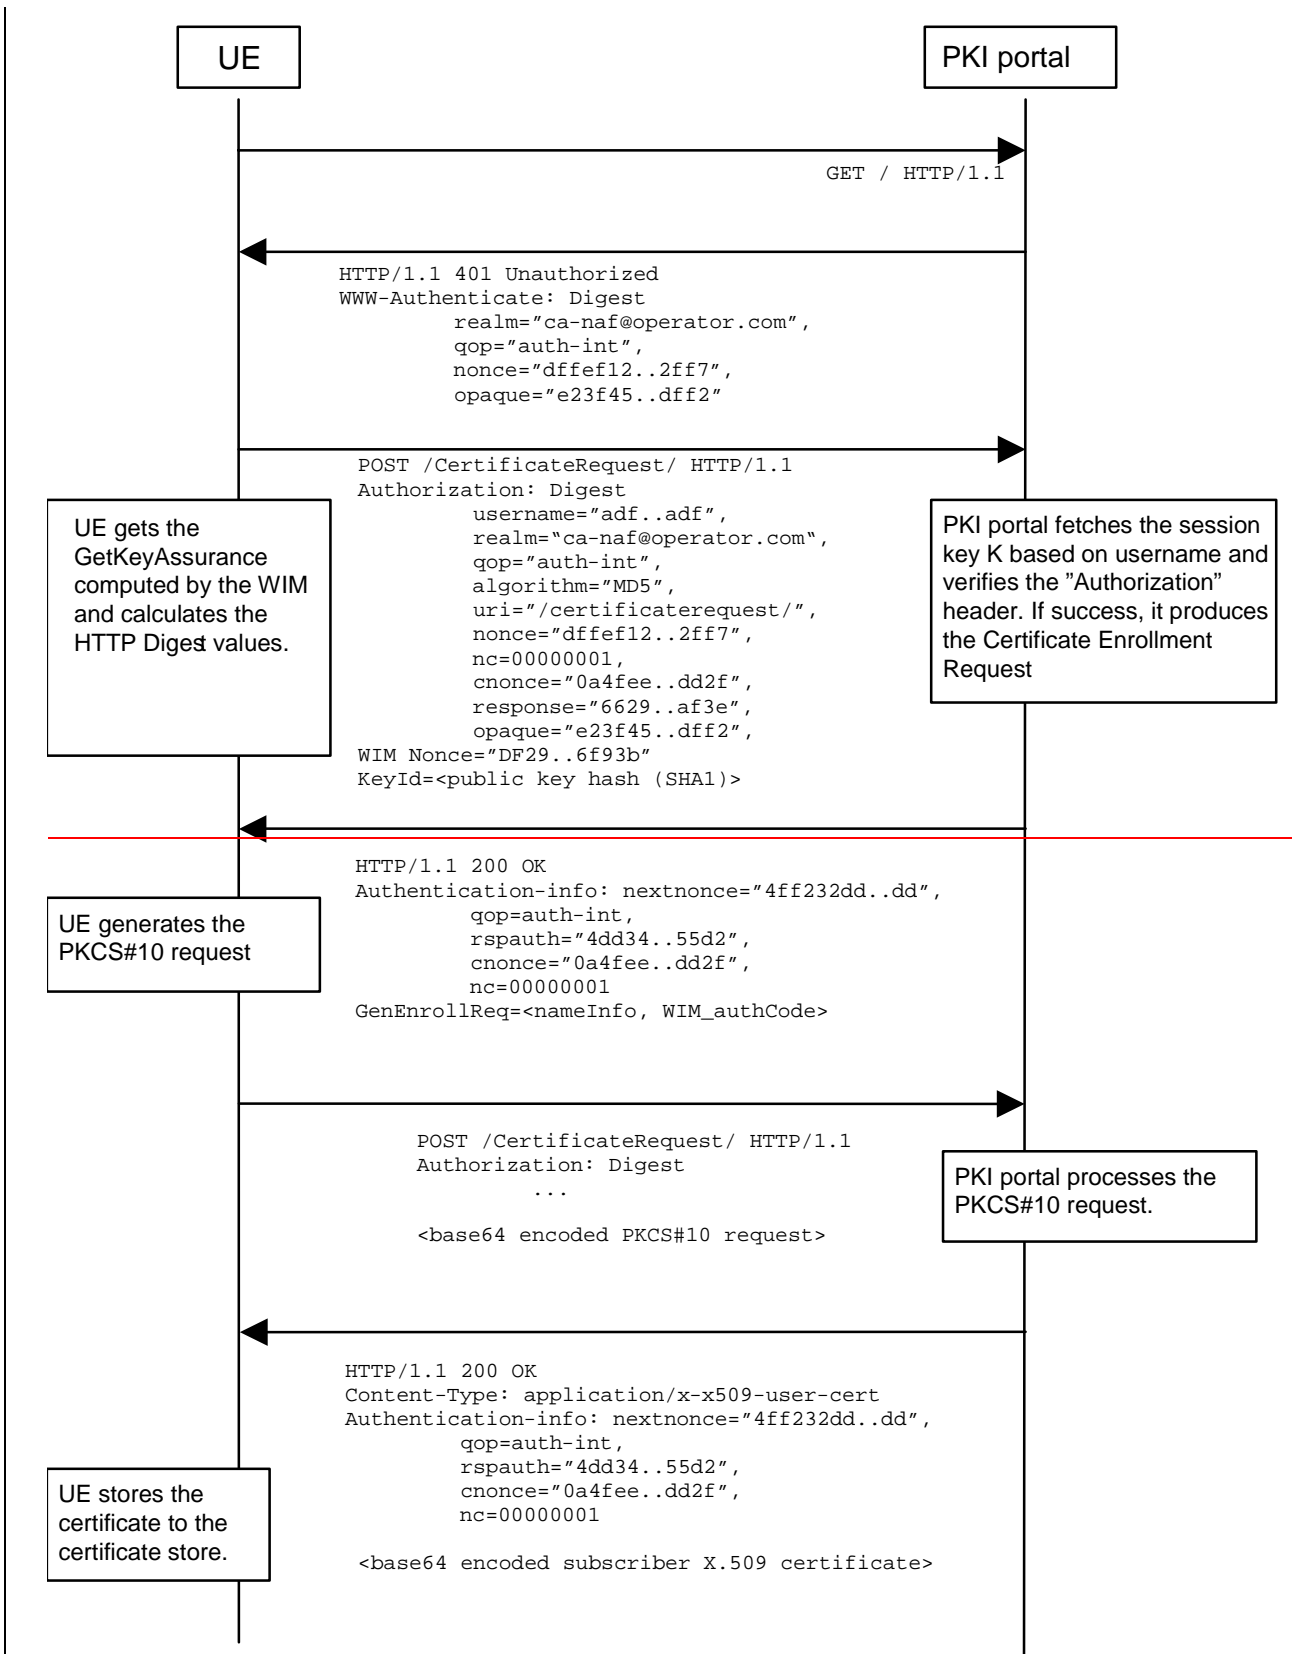 UE
PKI portal
GET / HTTP/1.1
HTTP/1.1 401 Unauthorized
WWW-Authenticate: Digest
realm="ca-naf@operator.com",
qop="auth-int",
nonce="dffef12..2ff7",
opaque="e23f45..dff2"
POST /CertificateRequest/ HTTP/1.1
Authorization: Digest
username="adf..adf",
realm="ca-naf@operator.com",
qop="auth-int",
algorithm="MD5",
uri="/certificaterequest/",
nonce="dffef12..2ff7",
nc=00000001,
cnonce="0a4fee..dd2f",
response="6629..af3e",
opaque="e23f45..dff2",
WIM Nonce="DF29..6f93b"
KeyId=<public key hash (SHA1)>
UE gets the
GetKeyAssurance
computed by the WIM
and calculates the
HTTP Digest values.
PKI portal fetches the session
key K based on username and
verifies the "Authorization"
header. If success, it produces
the Certificate Enrollment
Request
HTTP/1.1 200 OK
Authentication-info: nextnonce="4ff232dd..dd",
qop=auth-int,
rspauth="4dd34..55d2",
cnonce="0a4fee..dd2f",
nc=00000001
GenEnrollReq=<nameInfo, WIM_authCode>
UE generates the
PKCS#10 request
POST /CertificateRequest/ HTTP/1.1
Authorization: Digest
...
<base64 encoded PKCS#10 request>
PKI portal processes the
PKCS#10 request.
HTTP/1.1 200 OK
Content-Type: application/x-x509-user-cert
Authentication-info: nextnonce="4ff232dd..dd",
qop=auth-int,
rspauth="4dd34..55d2",
cnonce="0a4fee..dd2f",
nc=00000001
<base64 encoded subscriber X.509 certificate>
UE stores the
certificate to the
certificate store.